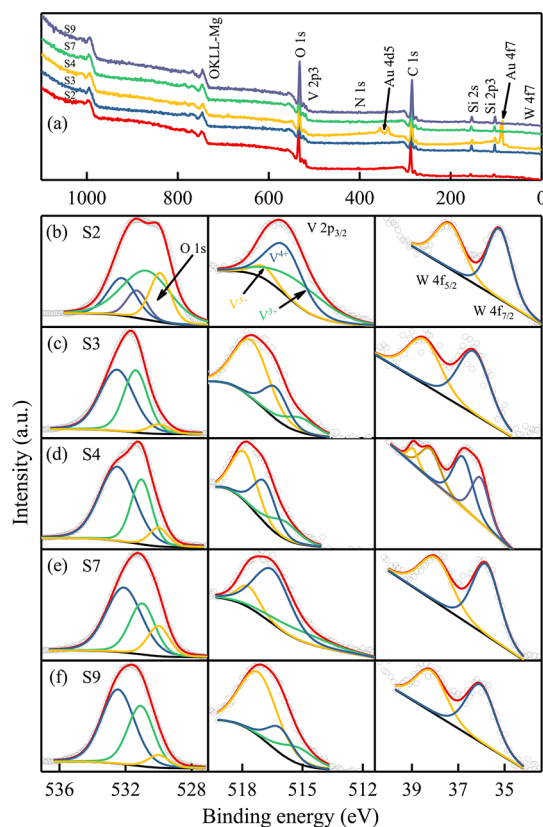 S9
S7
S4
S3
S2
(a)
OKLL-Mg
O 1s
V 2p3
N 1s
Au 4d5
C 1s
Si 2s
Si 2p3
Au 4f7
W 4f7
1000 800 600 400 200 0
(b) S2
O 1s
V 2p3/2
V4+
V5+
V3+
W 4f5/2
W 4f7/2
(c) S3
(d) S4
(e) S7
(f) S9
Intensity (a.u.)
536 532 528 518 515 512 39 37 35
Binding energy (eV)